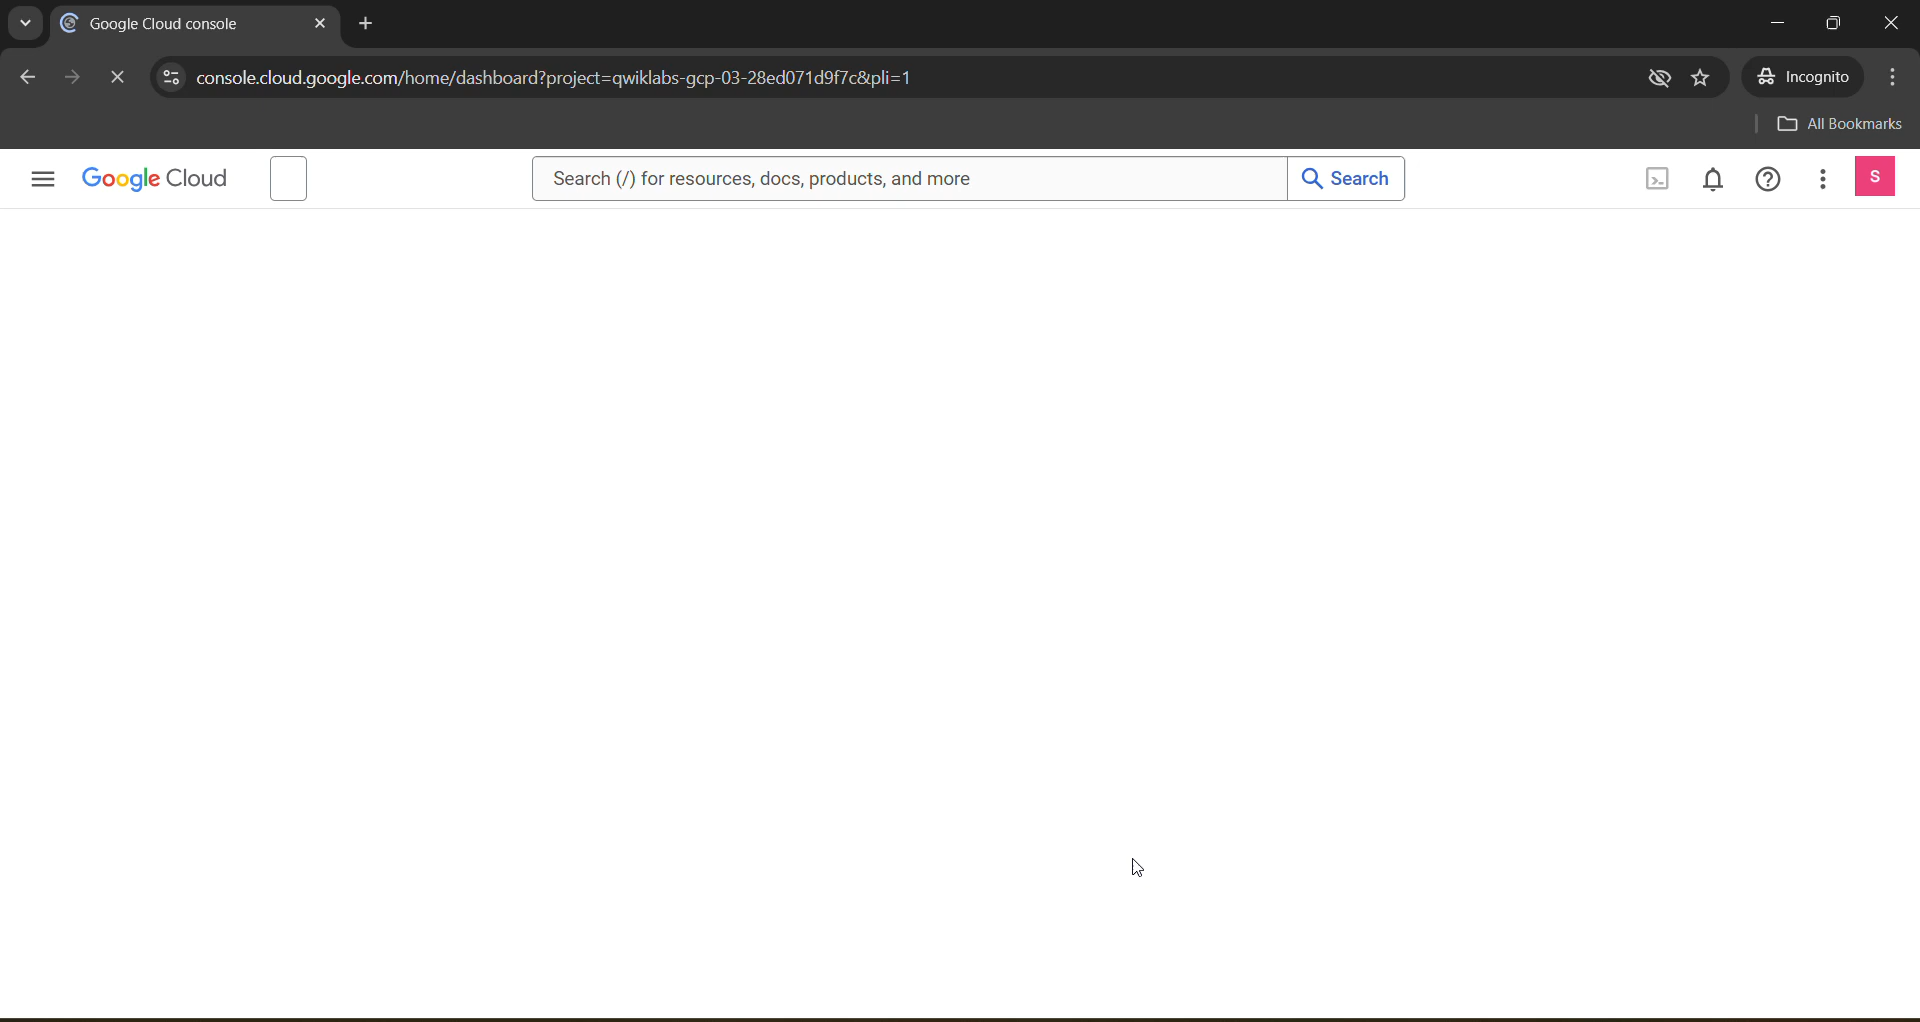 Google Cloud console
console.cloud.google.com/home/dashboard?project=qwiklabs-gcp-03-28ed071d9f7c&pli=1
Incognito
All Bookmarks
Google Cloud
Search (/) for resources, docs, products, and more
Search
S